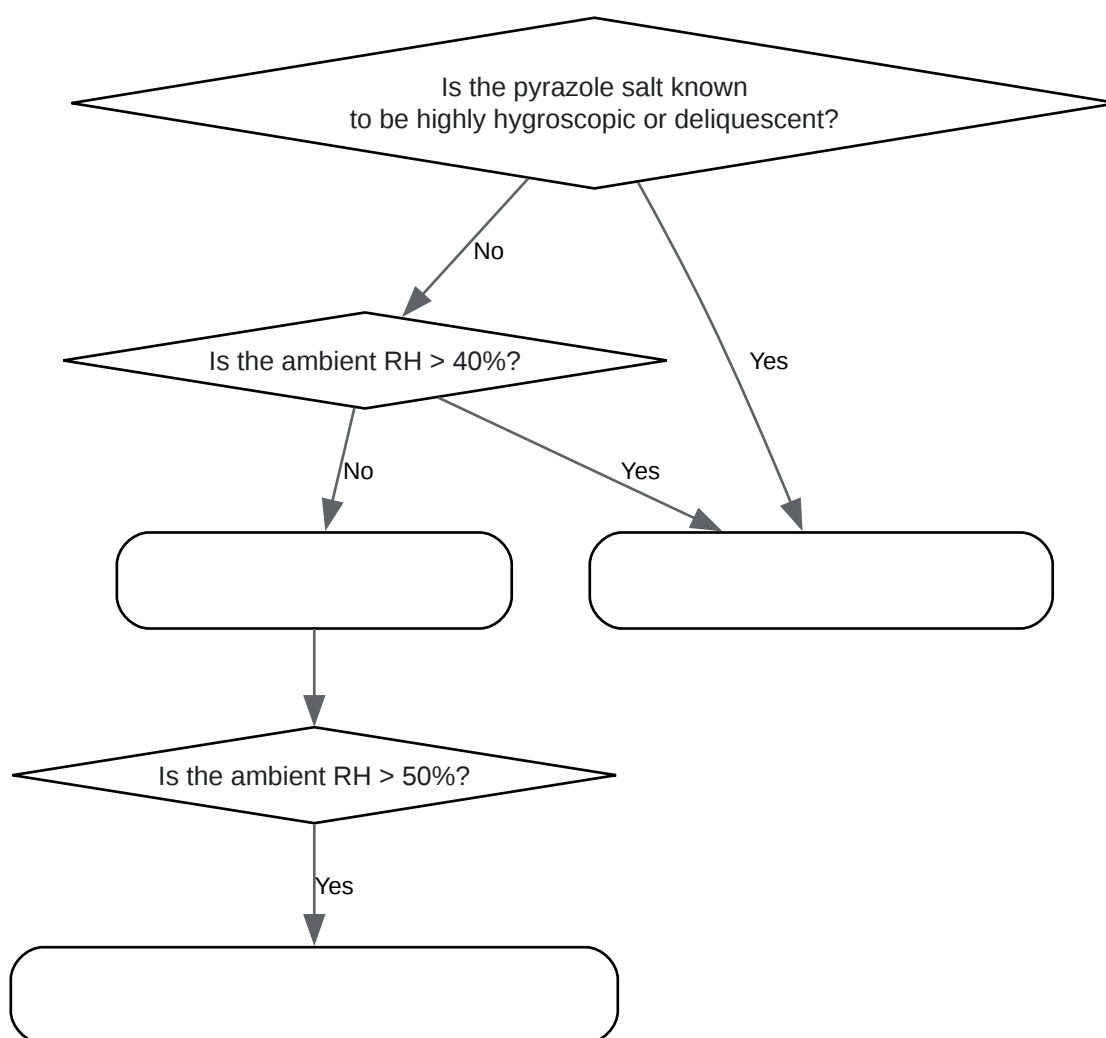 Is the pyrazole salt known
to be highly hygroscopic or deliquescent?
No
Is the ambient RH > 40%?
Yes
No
Yes
Is the ambient RH > 50%?
Yes